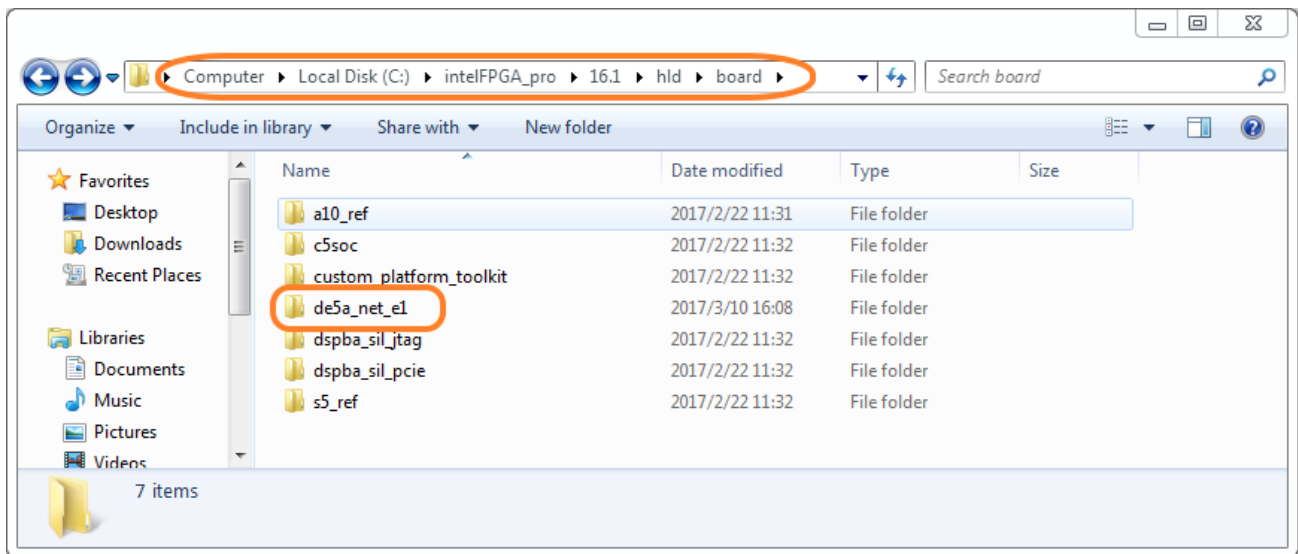 Computer Local Disk (C:) intelFPGA_pro 16.1 hld board Search board
Organize Include in library Share with New folder
Favorites
Desktop
Downloads
Recent Places
Libraries
Documents
Music
Pictures
Videos
Name Date modified Type Size
a10_ref 2017/2/22 11:31 File folder
c5soc 2017/2/22 11:32 File folder
custom_platform_toolkit 2017/2/22 11:32 File folder
de5a_net_e1 2017/3/10 16:08 File folder
dspba_sil_jtag 2017/2/22 11:32 File folder
dspba_sil_pcie 2017/2/22 11:32 File folder
s5_ref 2017/2/22 11:32 File folder
7 items